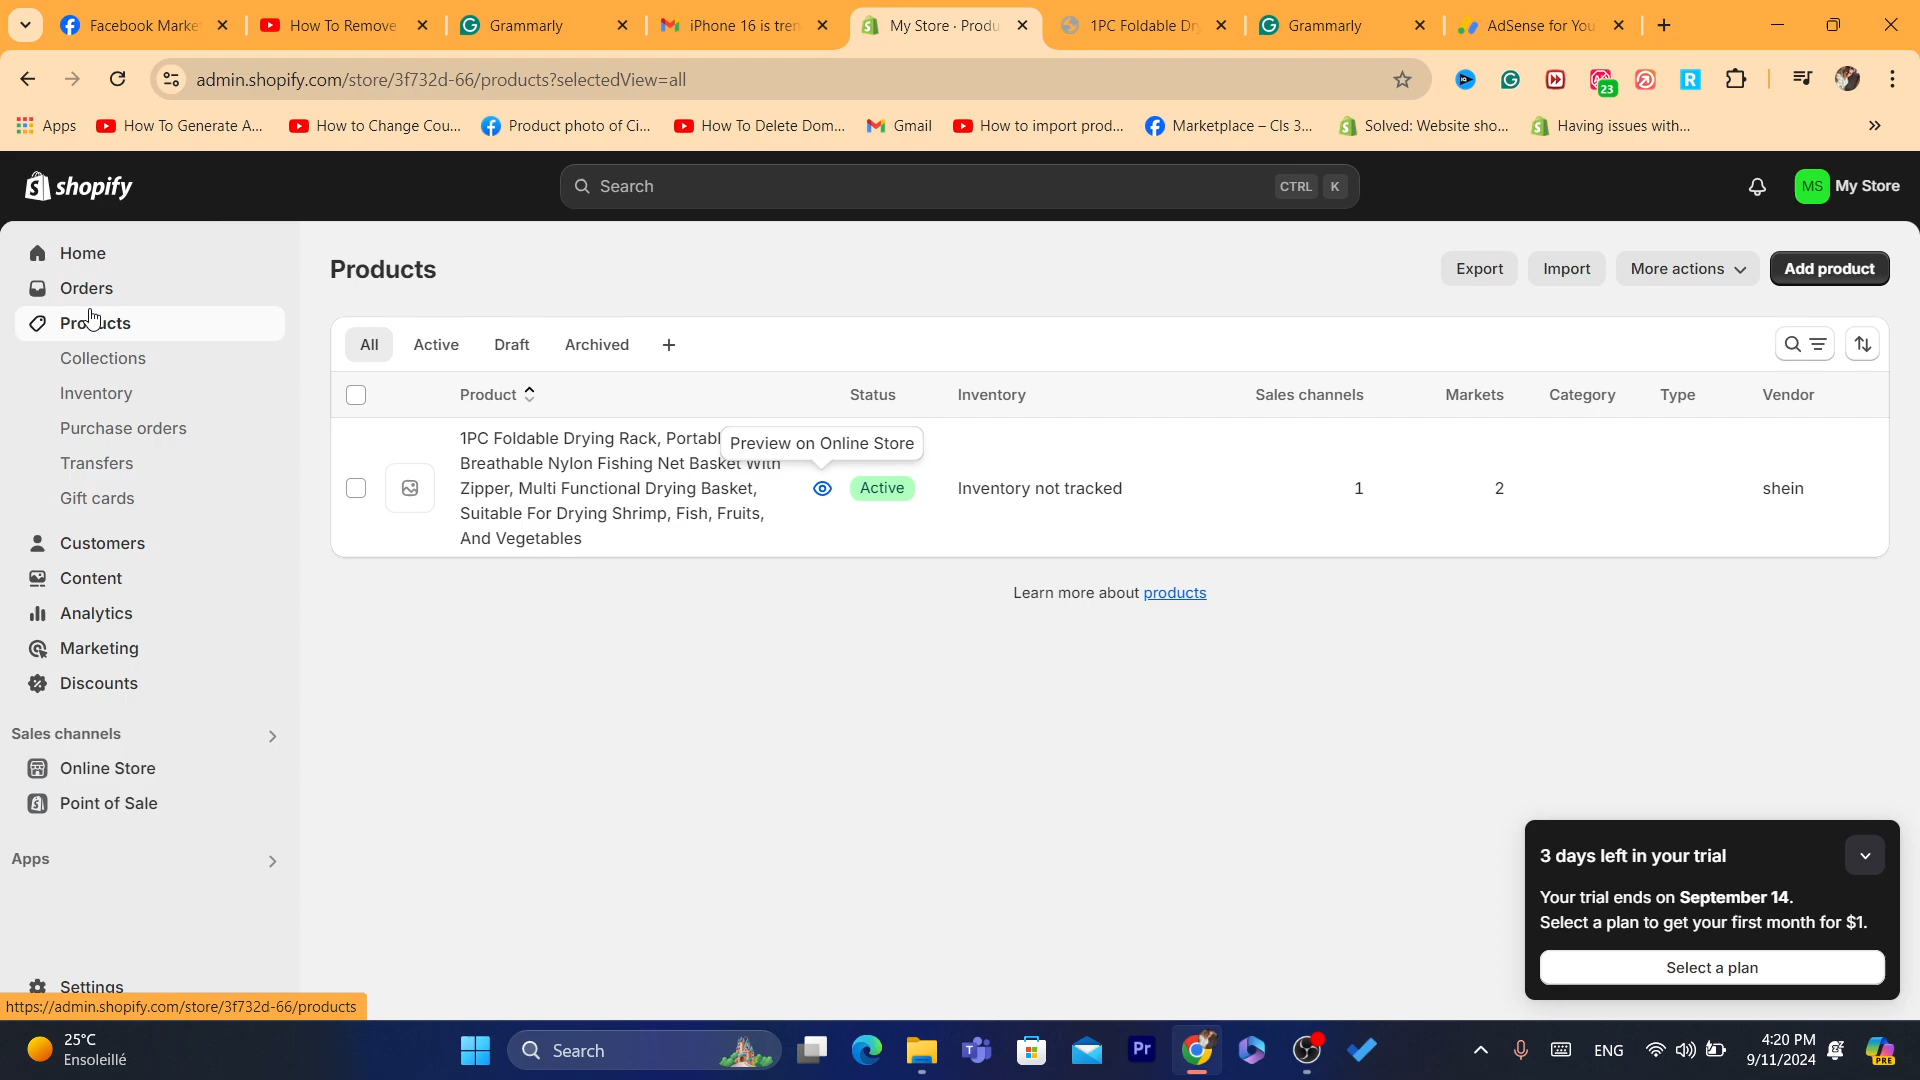 Facebook Marke
How To Remove
Grammarly
iPhone 16 is tren
My Store · Produ
1PC Foldable Dry
Grammarly
AdSense for You
admin.shopify.com/store/3f732d-66/products?selectedView=all
23
Apps
How To Generate A...
How to Change Cou...
Product photo of Ci...
How To Delete Dom...
Gmail
How to import prod...
Marketplace – Cls 3...
Solved: Website sho...
Having issues with...
shopify
Search
CTRL K
MS My Store
Home
Orders
Products
Collections
Inventory
Purchase orders
Transfers
Gift cards
Customers
Content
Analytics
Marketing
Discounts
Sales channels
Online Store
Point of Sale
Apps
Settings
https://admin.shopify.com/store/3f732d-66/products
Products
Export
Import
More actions
Add product
All
Active
Draft
Archived
Product
Status
Inventory
Sales channels
Markets
Category
Type
Vendor
1PC Foldable Drying Rack, Portabl
Breathable Nylon Fishing Net Basket With
Zipper, Multi Functional Drying Basket,
Suitable For Drying Shrimp, Fish, Fruits,
And Vegetables
Preview on Online Store
Active
Inventory not tracked
1
2
shein
Learn more about products
3 days left in your trial
Your trial ends on September 14.
Select a plan to get your first month for $1.
Select a plan
25°C
Ensoleillé
Search
Pr
ENG
4:20 PM
9/11/2024
PRE